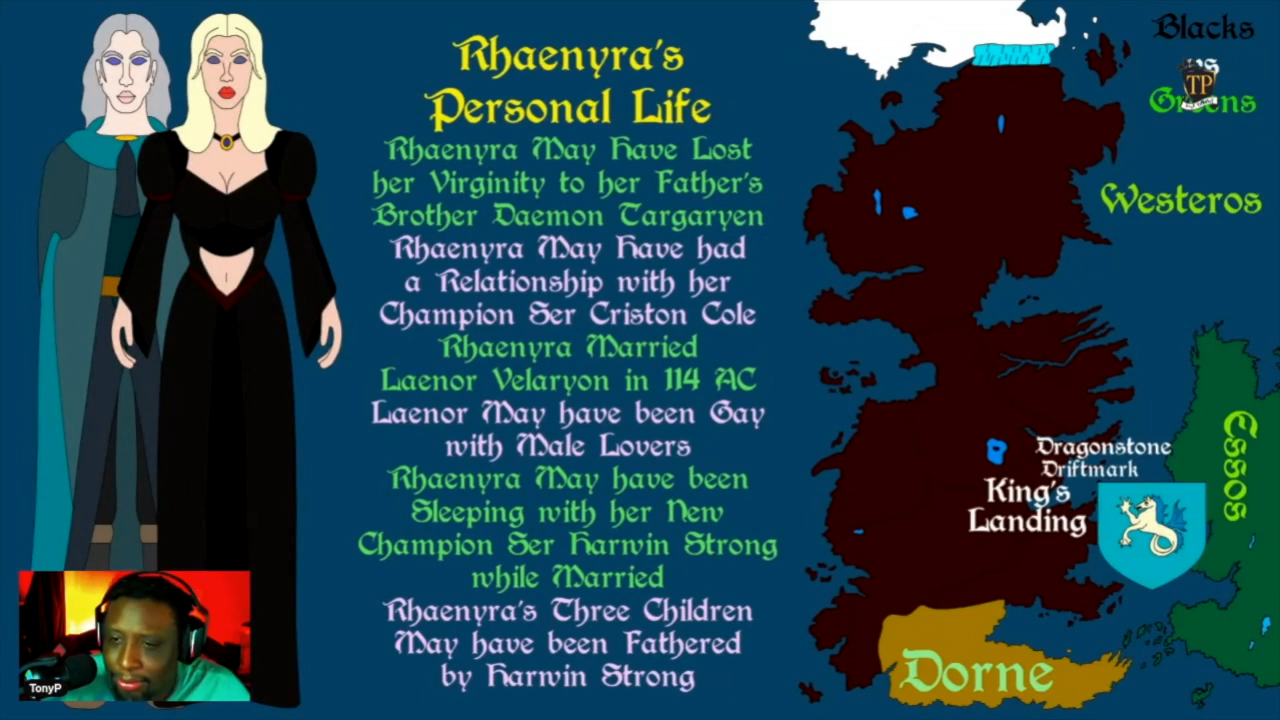 Rhaenyra's
Personal Life
Rhaenyra May Have Lost
her Virginity to her Father's
Brother Daemon Targaryen
Rhaenyra May Have had
a Relationship with her
Champion Ser Criston Cole
Rhaenyra Married
Laenor Velaryon in 114 AC
Laenor May have been Gay
with Male Lovers
Rhaenyra May have been
Sleeping with her New
Champion Ser Harwin Strong
while Married
Rhaenyra's Three Children
May have been Fathered
by Harwin Strong
Blacks
TP
Westeros
Essos
Dragonstone
Driftmark
King's
Landing
Dorne
TonyP